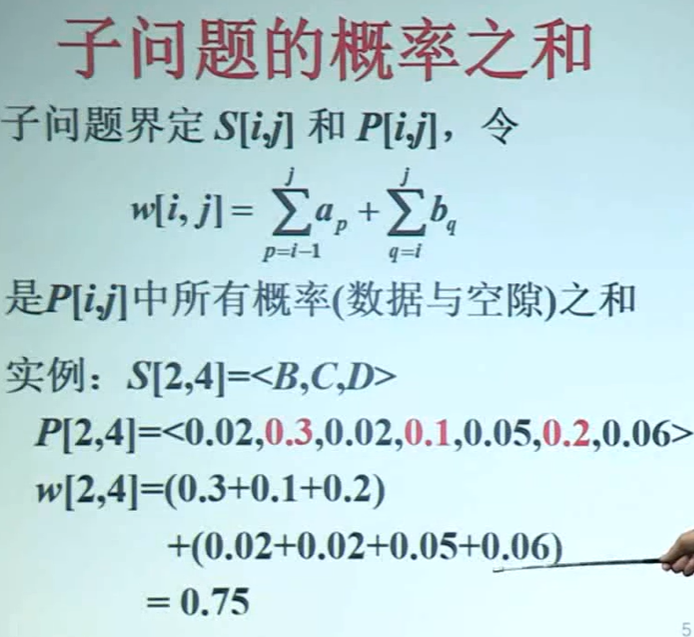 子问题的概率之和
子问题界定 S[i,j] 和 P[i,j]，令
w[i, j] = \sum_{p=i-1}^{j} a_p + \sum_{q=i}^{j} b_q
是P[i,j]中所有概率(数据与空隙)之和
实例：S[2,4]=<B,C,D>
P[2,4]=<0.02,0.3,0.02,0.1,0.05,0.2,0.06>
w[2,4]=(0.3+0.1+0.2)
+(0.02+0.02+0.05+0.06)
= 0.75
5